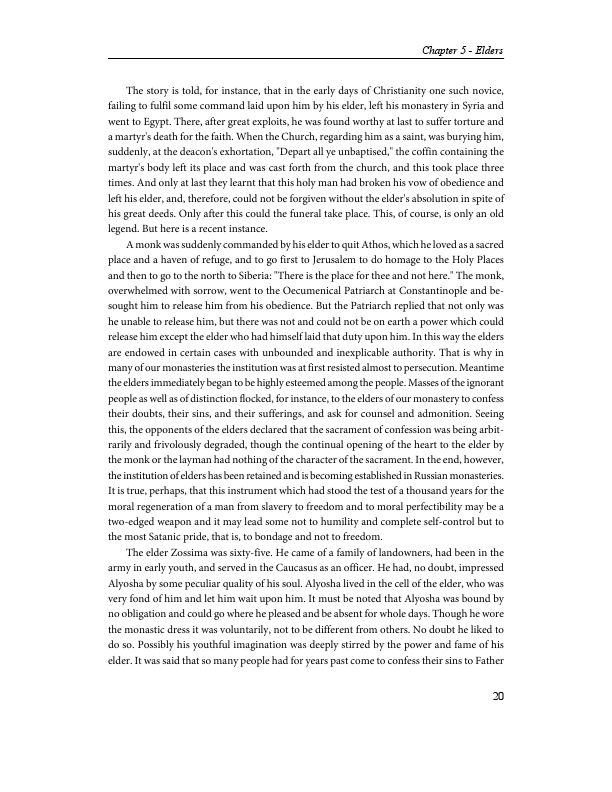 Chapter 5 - Elders
The story is told, for instance, that in the early days of Christianity one such novice,
failing to fulfil some command laid upon him by his elder, left his monastery in Syria and
went to Egypt. There, after great exploits, he was found worthy at last to suffer torture and
a martyr's death for the faith. When the Church, regarding him as a saint, was burying him,
suddenly, at the deacon's exhortation, "Depart all ye unbaptised," the coffin containing the
martyr's body left its place and was cast forth from the church, and this took place three
times. And only at last they learnt that this holy man had broken his vow of obedience and
left his elder, and, therefore, could not be forgiven without the elder's absolution in spite of
his great deeds. Only after this could the funeral take place. This, of course, is only an old
legend. But here is a recent instance.
A monk was suddenly commanded by his elder to quit Athos, which he loved as a sacred
place and a haven of refuge, and to go first to Jerusalem to do homage to the Holy Places
and then to go to the north to Siberia: "There is the place for thee and not here." The monk,
overwhelmed with sorrow, went to the Oecumenical Patriarch at Constantinople and be-
sought him to release him from his obedience. But the Patriarch replied that not only was
he unable to release him, but there was not and could not be on earth a power which could
release him except the elder who had himself laid that duty upon him. In this way the elders
are endowed in certain cases with unbounded and inexplicable authority. That is why in
many of our monasteries the institution was at first resisted almost to persecution. Meantime
the elders immediately began to be highly esteemed among the people. Masses of the ignorant
people as well as of distinction flocked, for instance, to the elders of our monastery to confess
their doubts, their sins, and their sufferings, and ask for counsel and admonition. Seeing
this, the opponents of the elders declared that the sacrament of confession was being arbit-
rarily and frivolously degraded, though the continual opening of the heart to the elder by
the monk or the layman had nothing of the character of the sacrament. In the end, however,
the institution of elders has been retained and is becoming established in Russian monasteries.
It is true, perhaps, that this instrument which had stood the test of a thousand years for the
moral regeneration of a man from slavery to freedom and to moral perfectibility may be a
two-edged weapon and it may lead some not to humility and complete self-control but to
the most Satanic pride, that is, to bondage and not to freedom.
The elder Zossima was sixty-five. He came of a family of landowners, had been in the
army in early youth, and served in the Caucasus as an officer. He had, no doubt, impressed
Alyosha by some peculiar quality of his soul. Alyosha lived in the cell of the elder, who was
very fond of him and let him wait upon him. It must be noted that Alyosha was bound by
no obligation and could go where he pleased and be absent for whole days. Though he wore
the monastic dress it was voluntarily, not to be different from others. No doubt he liked to
do so. Possibly his youthful imagination was deeply stirred by the power and fame of his
elder. It was said that so many people had for years past come to confess their sins to Father
20